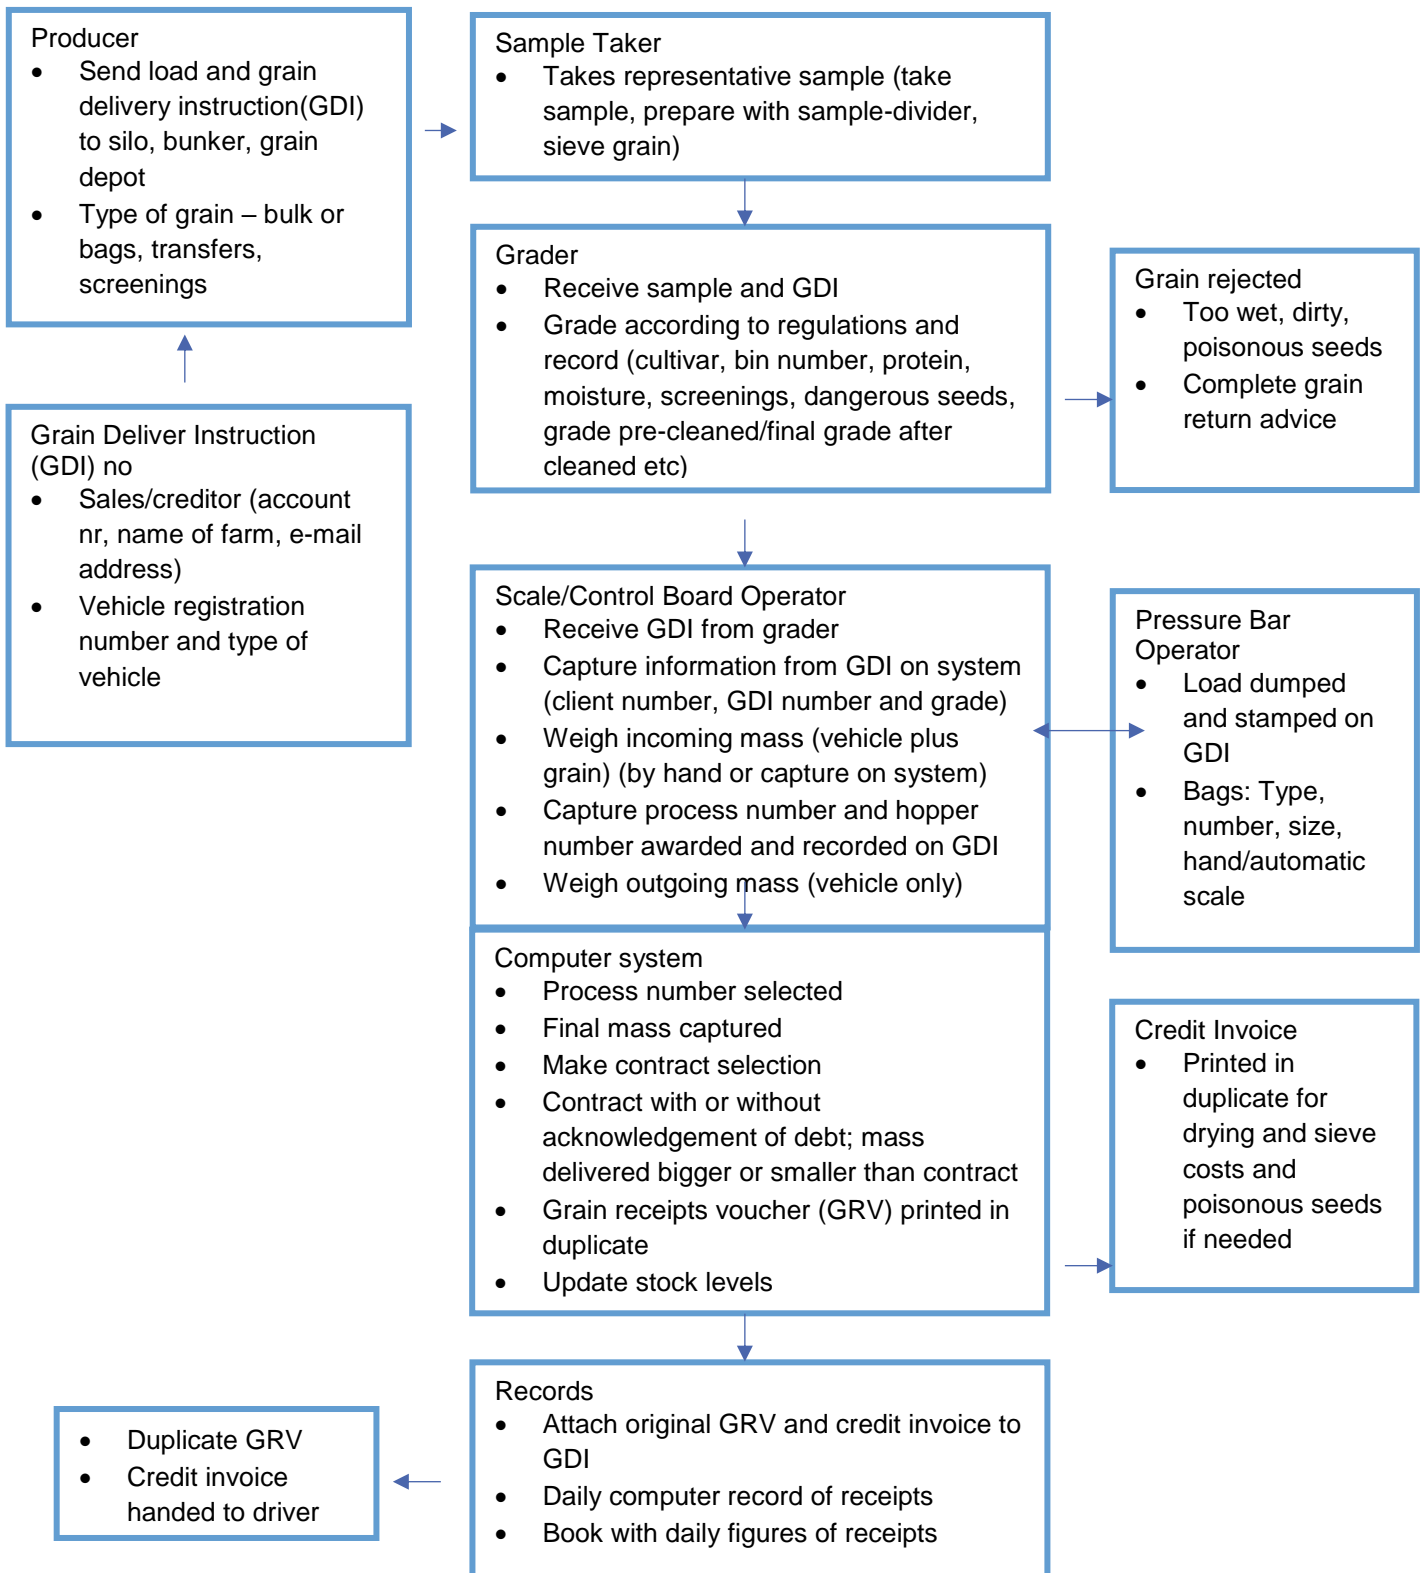 Producer
• Send load and grain
delivery instruction(GDI)
to silo, bunker, grain
depot
• Type of grain – bulk or
bags, transfers,
screenings
Sample Taker
• Takes representative sample (take
sample, prepare with sample-divider,
sieve grain)
Grader
• Receive sample and GDI
• Grade according to regulations and
record (cultivar, bin number, protein,
moisture, screenings, dangerous seeds,
grade pre-cleaned/final grade after
cleaned etc)
Grain rejected
• Too wet, dirty,
poisonous seeds
• Complete grain
return advice
Grain Deliver Instruction
(GDI) no
• Sales/creditor (account
nr, name of farm, e-mail
address)
• Vehicle registration
number and type of
vehicle
Scale/Control Board Operator
• Receive GDI from grader
• Capture information from GDI on system
(client number, GDI number and grade)
• Weigh incoming mass (vehicle plus
grain) (by hand or capture on system)
• Capture process number and hopper
number awarded and recorded on GDI
• Weigh outgoing mass (vehicle only)
Pressure Bar
Operator
• Load dumped
and stamped on
GDI
• Bags: Type,
number, size,
hand/automatic
scale
Computer system
• Process number selected
• Final mass captured
• Make contract selection
• Contract with or without
acknowledgement of debt; mass
delivered bigger or smaller than contract
• Grain receipts voucher (GRV) printed in
duplicate
• Update stock levels
Credit Invoice
• Printed in
duplicate for
drying and sieve
costs and
poisonous seeds
if needed
Records
• Attach original GRV and credit invoice to
GDI
• Daily computer record of receipts
• Book with daily figures of receipts
• Duplicate GRV
• Credit invoice
handed to driver